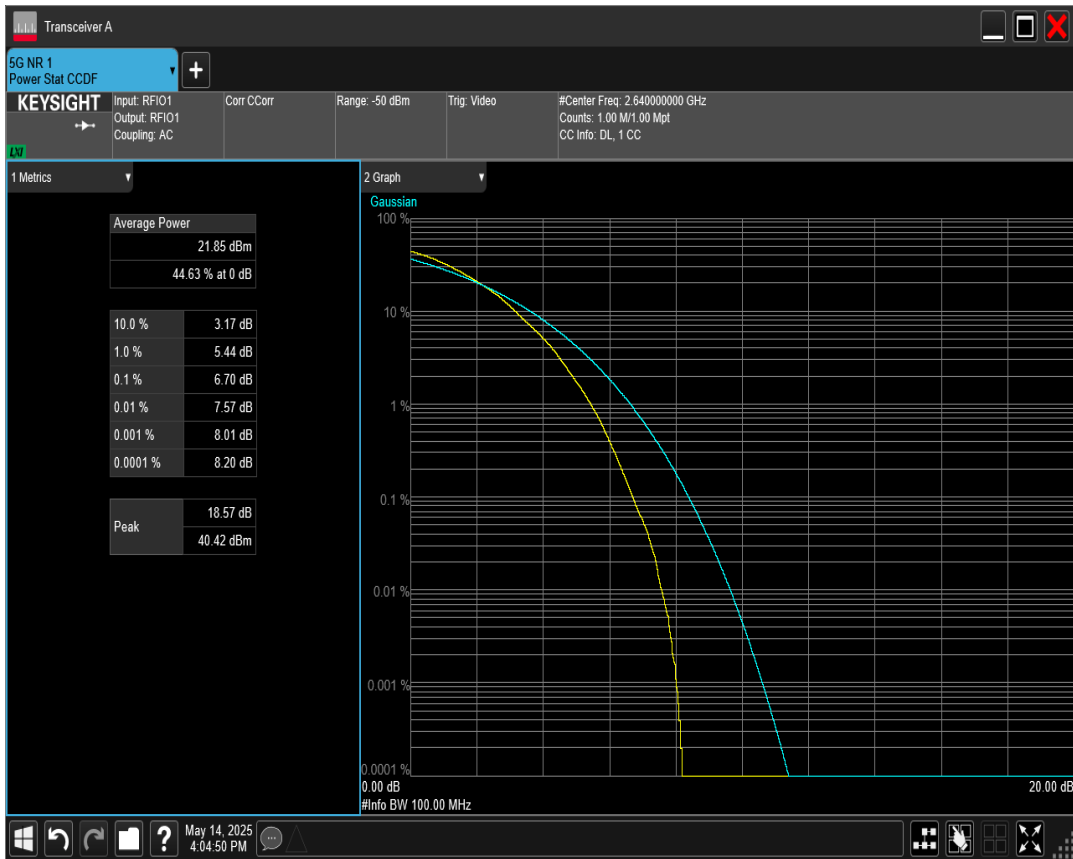 Transceiver A
5G NR 1
Power Stat CCDF
KEYSIGHT
LXI
Input: RFIO1
Output: RFIO1
Coupling: AC
Corr CCorr
Range: -50 dBm
Trig: Video
#Center Freq: 2.640000000 GHz
Counts: 1.00 M/1.00 Mpt
CC Info: DL, 1 CC
1 Metrics
Average Power
21.85 dBm
44.63 % at 0 dB
10.0 % 3.17 dB
1.0 % 5.44 dB
0.1 % 6.70 dB
0.01 % 7.57 dB
0.001 % 8.01 dB
0.0001 % 8.20 dB
Peak
18.57 dB
40.42 dBm
2 Graph
Gaussian
100 %
10 %
1 %
0.1 %
0.01 %
0.001 %
0.0001 %
0.00 dB 20.00 dB
#Info BW 100.00 MHz
May 14, 2025
4:04:50 PM